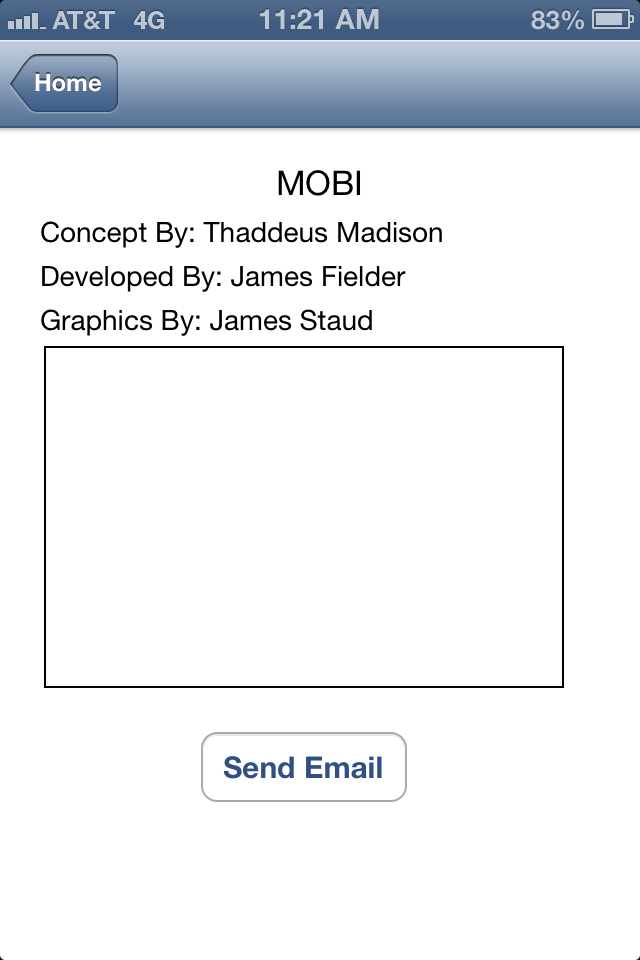 AT&T 4G 11:21 AM 83%
Home
MOBI
Concept By: Thaddeus Madison
Developed By: James Fielder
Graphics By: James Staud
Send Email